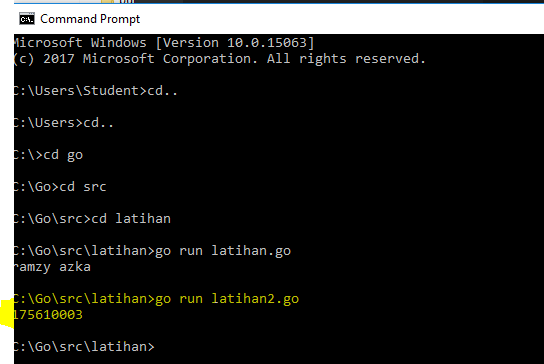 Command Prompt
Microsoft Windows [Version 10.0.15063]
(c) 2017 Microsoft Corporation. All rights reserved.
C:\Users\Student>cd..
C:\Users>cd..
C:\>cd go
C:\Go>cd src
C:\Go\src>cd latihan
C:\Go\src\latihan>go run latihan.go
ramzy azka
C:\Go\src\latihan>go run latihan2.go
175610003
C:\Go\src\latihan>